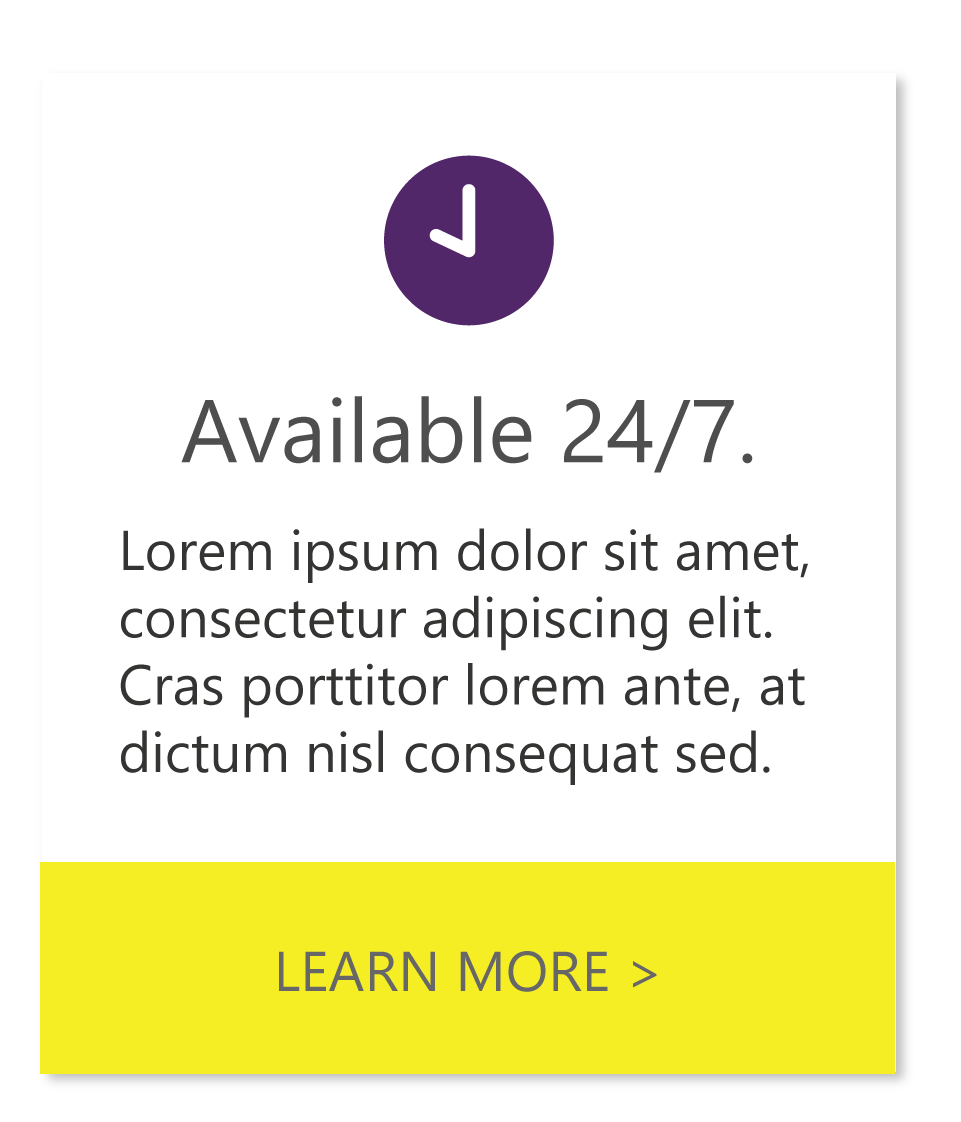 Available 24/7.
Lorem ipsum dolor sit amet,
consectetur adipiscing elit.
Cras porttitor lorem ante, at
dictum nisl consequat sed.
LEARN MORE >